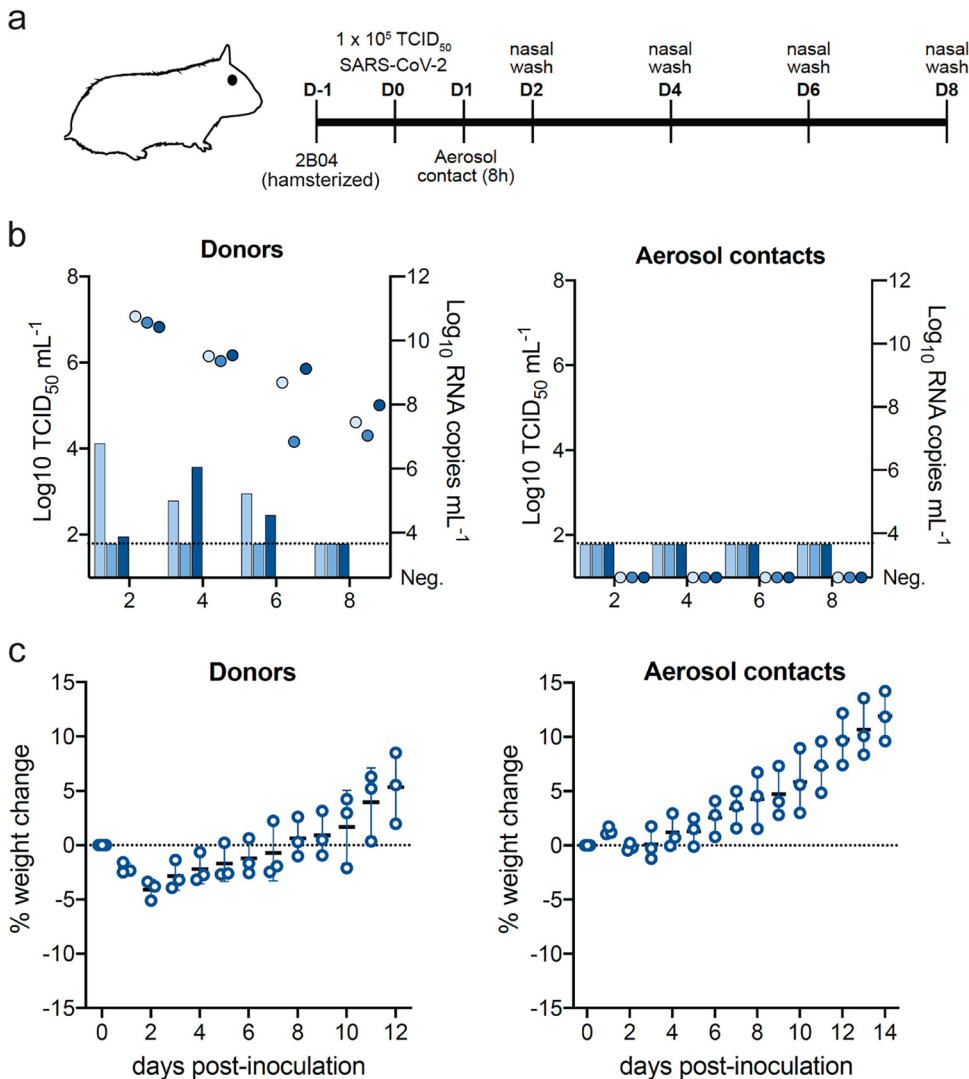 a
1 x 10⁵ TCID₅₀
SARS-CoV-2
nasal wash
nasal wash
nasal wash
nasal wash
D-1 D0 D1 D2 D4 D6 D8
2B04
(hamsterized)
Aerosol
contact (8h)
b
Donors
Log10 TCID₅₀ mL⁻¹
8
6
4
2
12
10
8
6
4
Neg.
Log₁₀ RNA copies mL⁻¹
2 4 6 8
Aerosol contacts
Log10 TCID₅₀ mL⁻¹
8
6
4
2
12
10
8
6
4
Neg.
Log₁₀ RNA copies mL⁻¹
2 4 6 8
c
Donors
% weight change
15
10
5
0
-5
-10
-15
0 2 4 6 8 10 12
days post-inoculation
Aerosol contacts
% weight change
15
10
5
0
-5
-10
-15
0 2 4 6 8 10 12 14
days post-inoculation